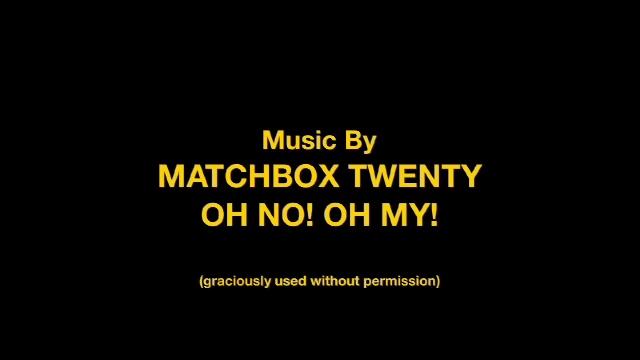 Music By
MATCHBOX TWENTY
OH NO! OH MY!
(graciously used without permission)